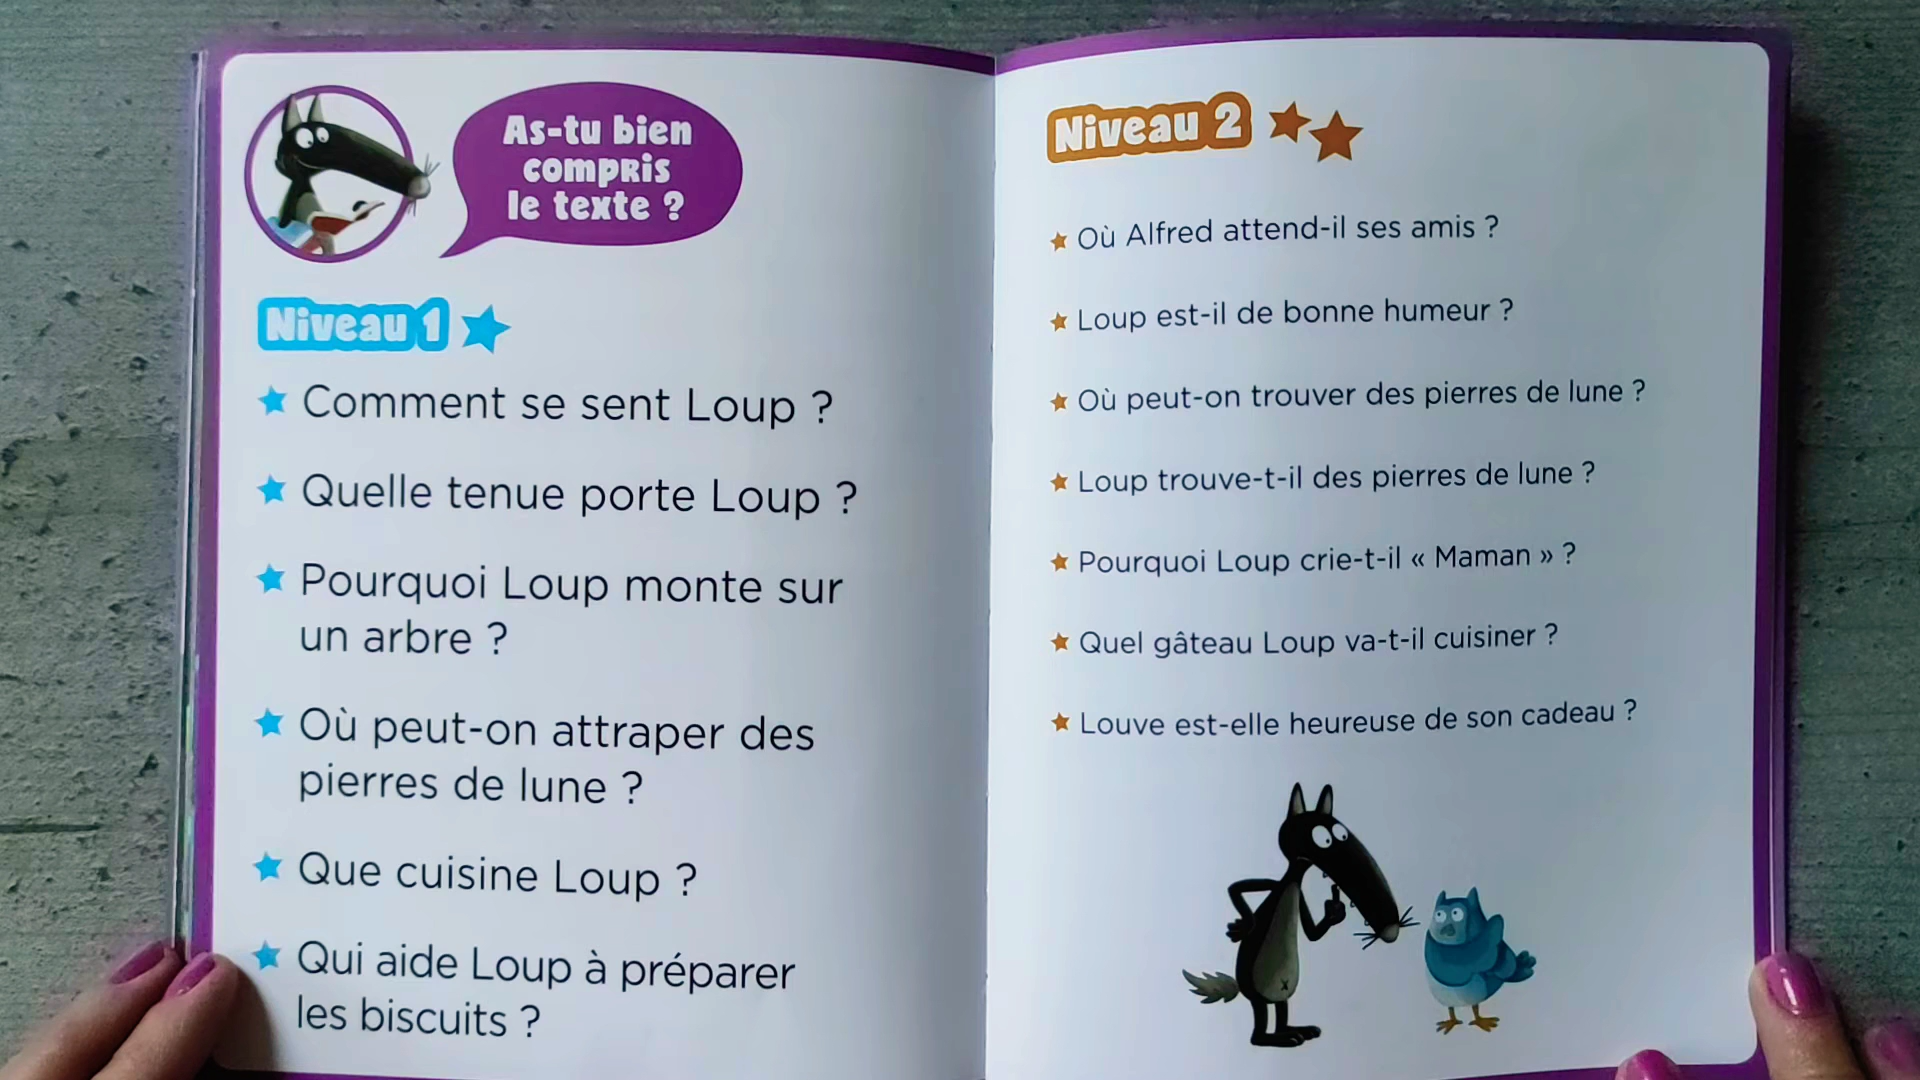 As-tu bien
compris
le texte ?
Niveau 1
Comment se sent Loup ?
Quelle tenue porte Loup ?
Pourquoi Loup monte sur
un arbre ?
Où peut-on attraper des
pierres de lune ?
Que cuisine Loup ?
Qui aide Loup à préparer
les biscuits ?
Niveau 2
Où Alfred attend-il ses amis ?
Loup est-il de bonne humeur ?
Où peut-on trouver des pierres de lune ?
Loup trouve-t-il des pierres de lune ?
Pourquoi Loup crie-t-il « Maman » ?
Quel gâteau Loup va-t-il cuisiner ?
Louve est-elle heureuse de son cadeau ?